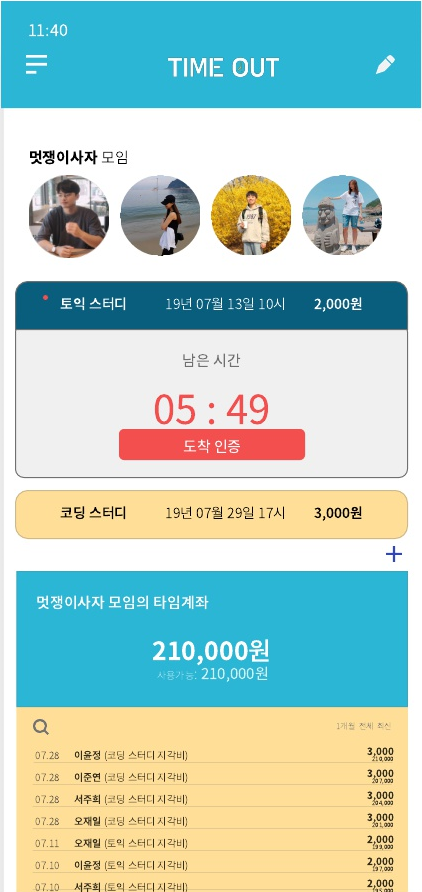 11:40
TIME OUT
멋쟁이사자 모임
토익 스터디 19년 07월 13일 10시 2,000원
남은 시간
05 : 49
도착 인증
코딩 스터디 19년 07월 29일 17시 3,000원
+
멋쟁이사자 모임의 타임계좌
210,000원
사용가능: 210,000원
1개월 전체 최신
07.28 이윤정 (코딩 스터디 지각비) 3,000
210,000
07.28 이준연 (코딩 스터디 지각비) 3,000
207,000
07.28 서주희 (코딩 스터디 지각비) 3,000
204,000
07.28 오재일 (코딩 스터디 지각비) 3,000
201,000
07.11 오재일 (토익 스터디 지각비) 2,000
199,000
07.10 이윤정 (토익 스터디 지각비) 2,000
197,000
07.10 서주희 (토익 스터디 지각비) 2,000
195,000